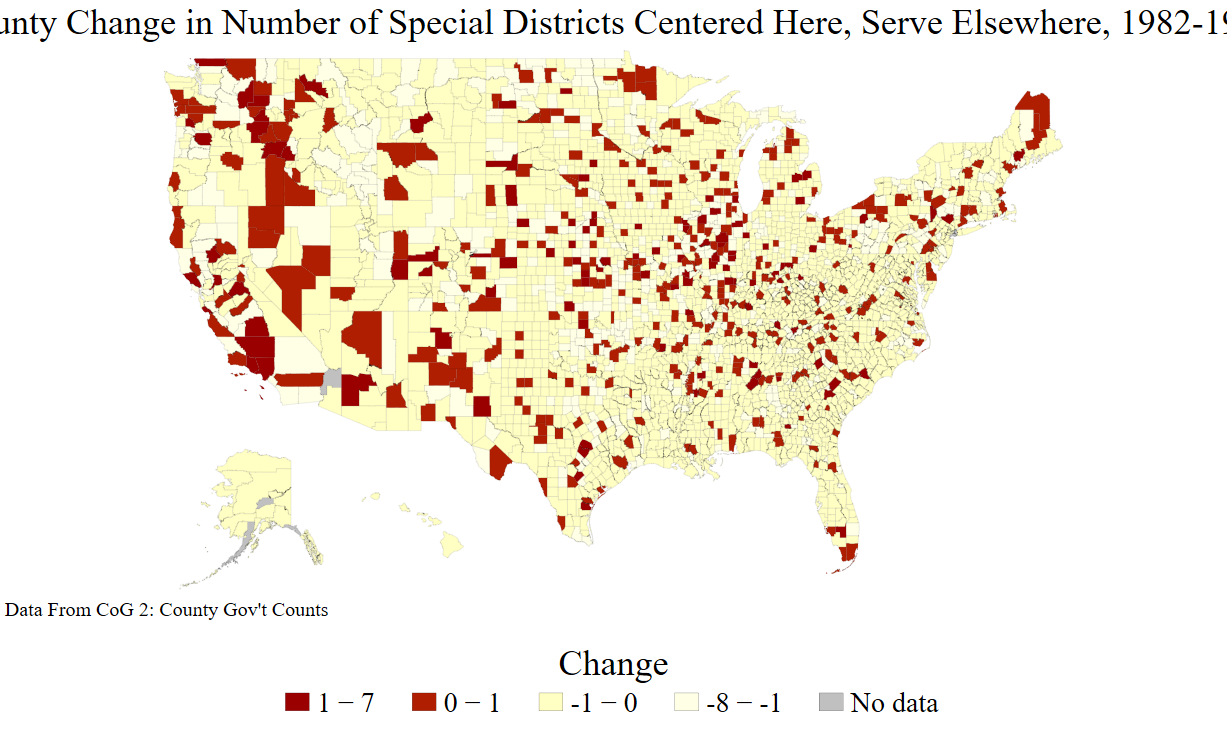 unty Change in Number of Special Districts Centered Here, Serve Elsewhere, 1982-19
Data From CoG 2: County Gov't Counts
Change
1 − 7 0 − 1 -1 − 0 -8 − -1 No data